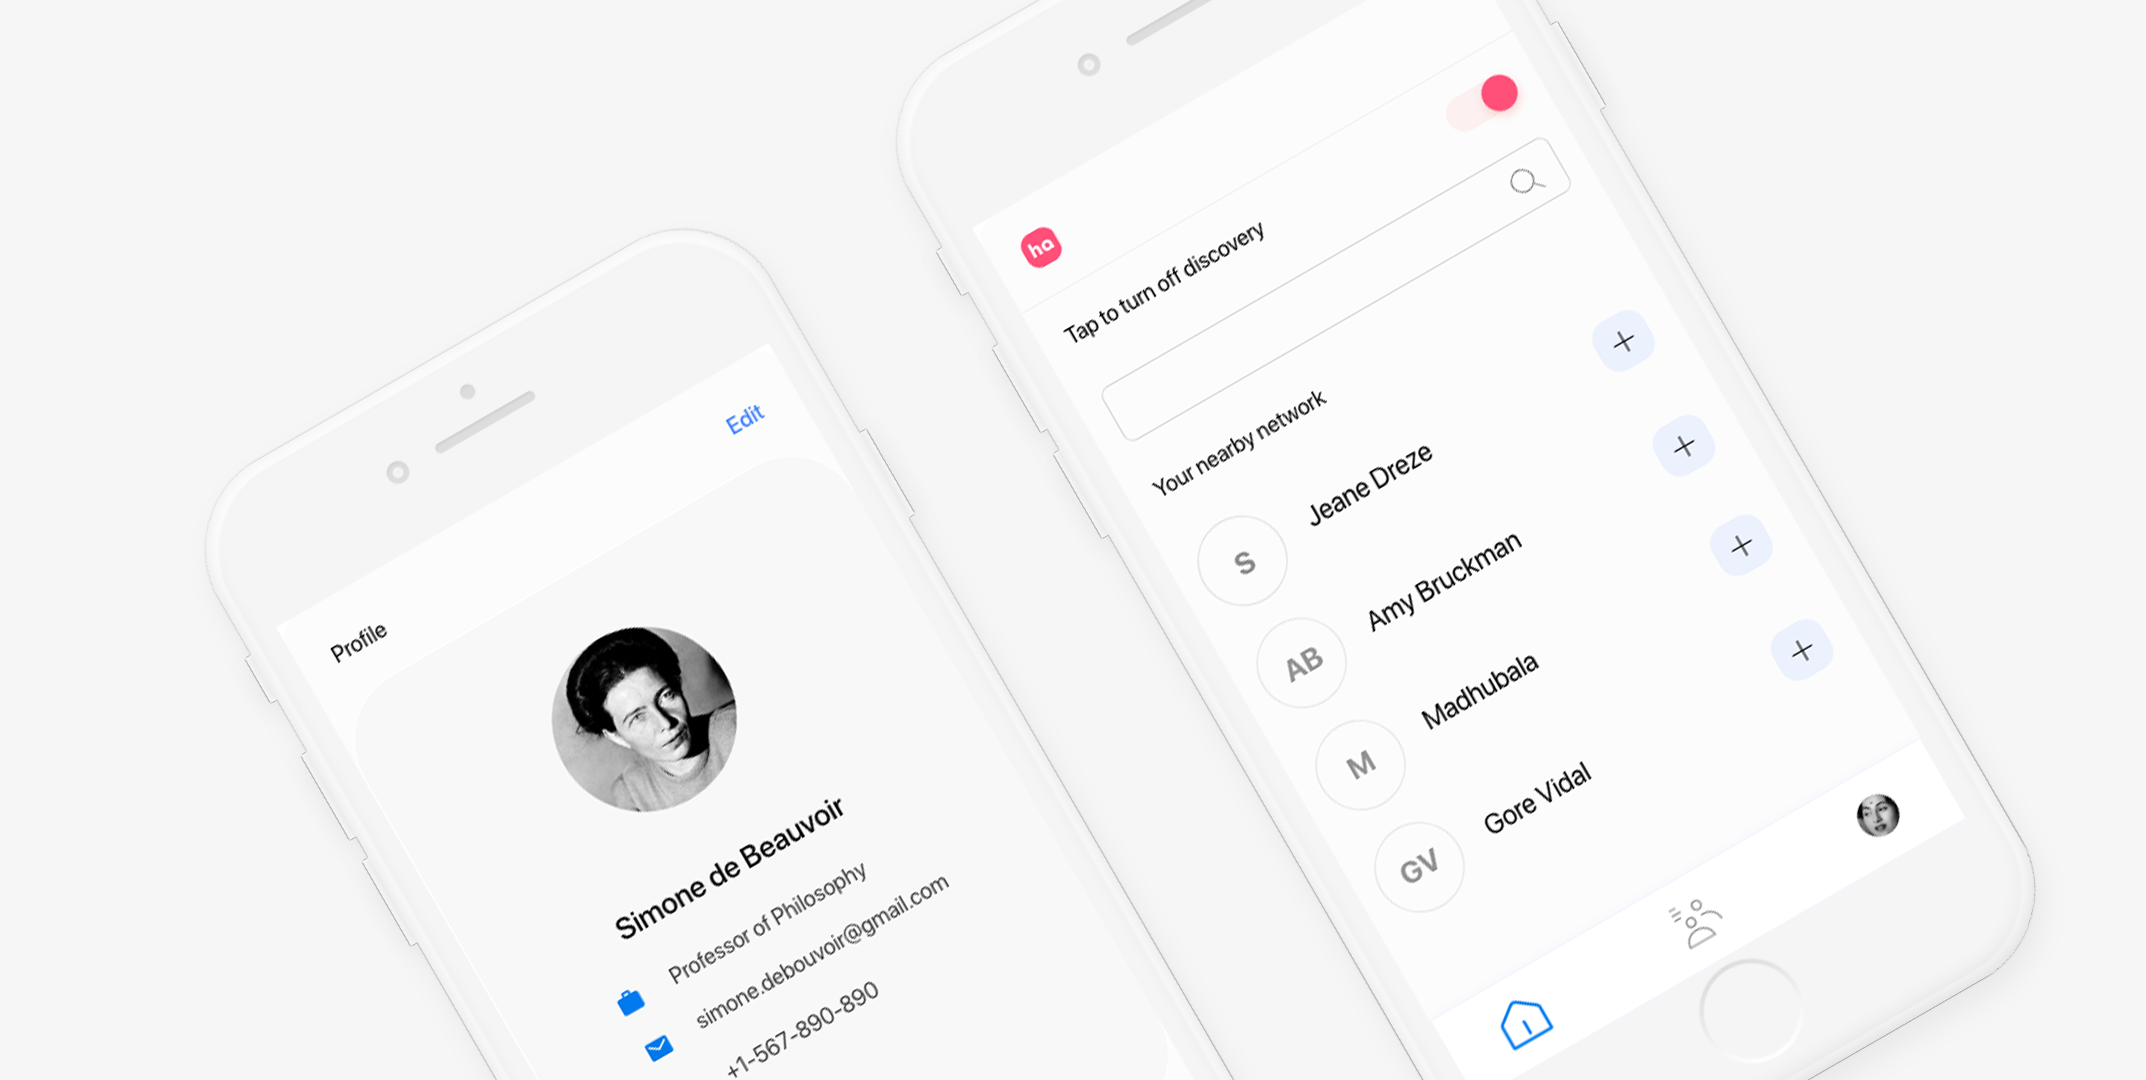 Profile
Edit
Simone de Beauvoir
Professor of Philosophy
simone.debouvoir@gmail.com
+1-567-890-890
ha
Tap to turn off discovery
Your nearby network
S
Jeane Dreze
AB
Amy Bruckman
M
Madhubala
GV
Gore Vidal